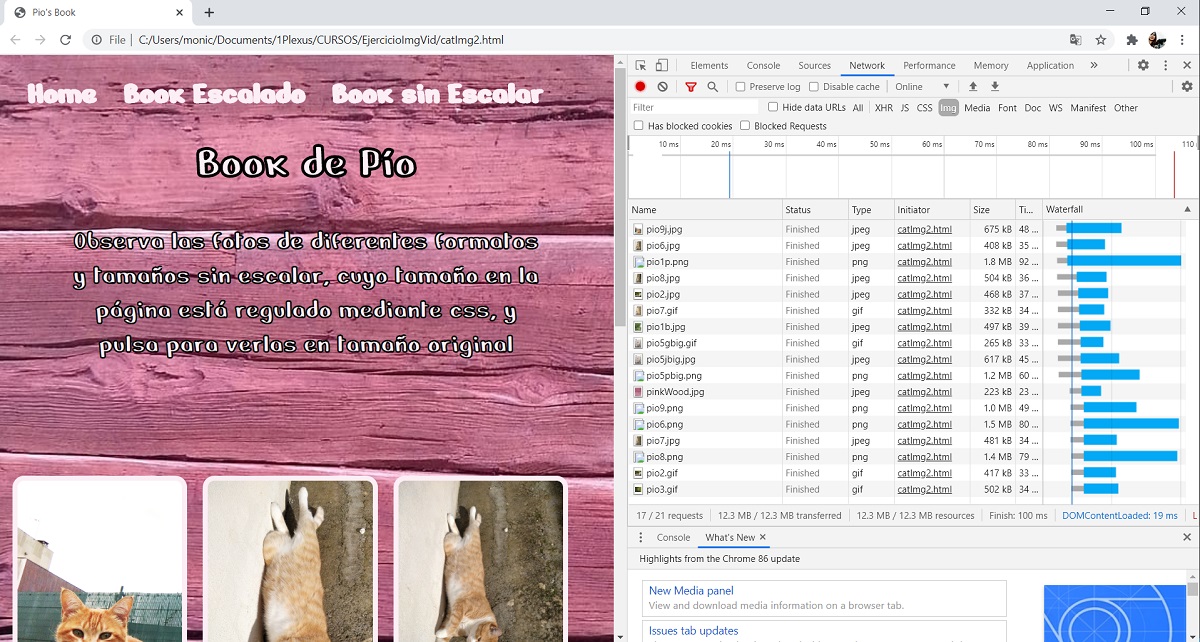 Pio's Book
File | C:/Users/monic/Documents/1Plexus/CURSOS/EjercicioImgVid/catImg2.html
Home Book Escalado Book sin Escalar
Book de Pío
Observa las fotos de diferentes formatos
y tamaños sin escalar, cuyo tamaño en la
página está regulado mediante css, y
pulsa para verlas en tamaño original
Elements Console Sources Network Performance Memory Application »
Preserve log Disable cache Online
Filter Hide data URLs All XHR JS CSS Img Media Font Doc WS Manifest Other
Has blocked cookies Blocked Requests
10 ms 20 ms 30 ms 40 ms 50 ms 60 ms 70 ms 80 ms 90 ms 100 ms 110
Name Status Type Initiator Size Ti... Waterfall
pio9j.jpg Finished jpeg catImg2.html 675 kB 48 ...
pio6.jpg Finished jpeg catImg2.html 408 kB 35 ...
pio1p.png Finished png catImg2.html 1.8 MB 92 ...
pio8.jpg Finished jpeg catImg2.html 504 kB 36 ...
pio2.jpg Finished jpeg catImg2.html 468 kB 37 ...
pio7.gif Finished gif catImg2.html 332 kB 34 ...
pio1b.jpg Finished jpeg catImg2.html 497 kB 39 ...
pio5gbig.gif Finished gif catImg2.html 265 kB 33 ...
pio5jbig.jpg Finished jpeg catImg2.html 617 kB 45 ...
pio5pbig.png Finished png catImg2.html 1.2 MB 60 ...
pinkWood.jpg Finished jpeg catImg2.html 223 kB 23 ...
pio9.png Finished png catImg2.html 1.0 MB 49 ...
pio6.png Finished png catImg2.html 1.5 MB 80 ...
pio7.jpg Finished jpeg catImg2.html 481 kB 34 ...
pio8.png Finished png catImg2.html 1.4 MB 79 ...
pio2.gif Finished gif catImg2.html 417 kB 33 ...
pio3.gif Finished gif catImg2.html 502 kB 34 ...
17 / 21 requests 12.3 MB / 12.3 MB transferred 12.3 MB / 12.3 MB resources Finish: 100 ms DOMContentLoaded: 19 ms L
Console What's New
Highlights from the Chrome 86 update
New Media panel
View and download media information on a browser tab.
Issues tab updates